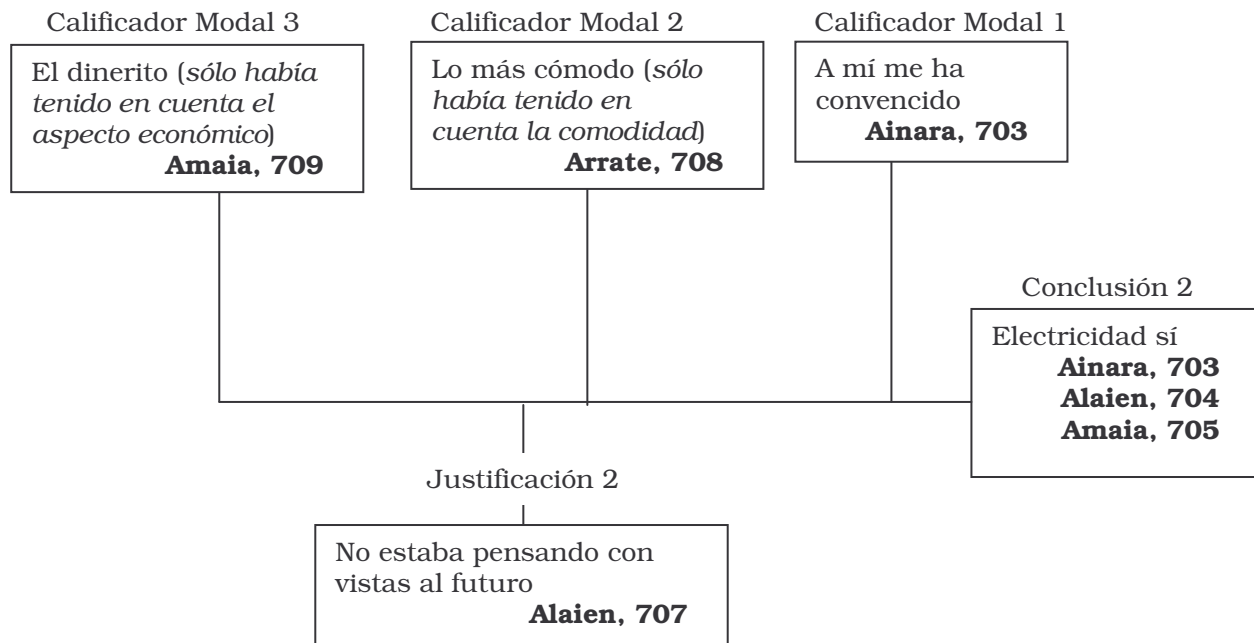 Calificador Modal 3
El dinerito (sólo había
tenido en cuenta el
aspecto económico)
Amaia, 709
Calificador Modal 2
Lo más cómodo (sólo
había tenido en
cuenta la comodidad)
Arrate, 708
Calificador Modal 1
A mí me ha
convencido
Ainara, 703
Conclusión 2
Electricidad sí
Ainara, 703
Alaien, 704
Amaia, 705
Justificación 2
No estaba pensando con
vistas al futuro
Alaien, 707